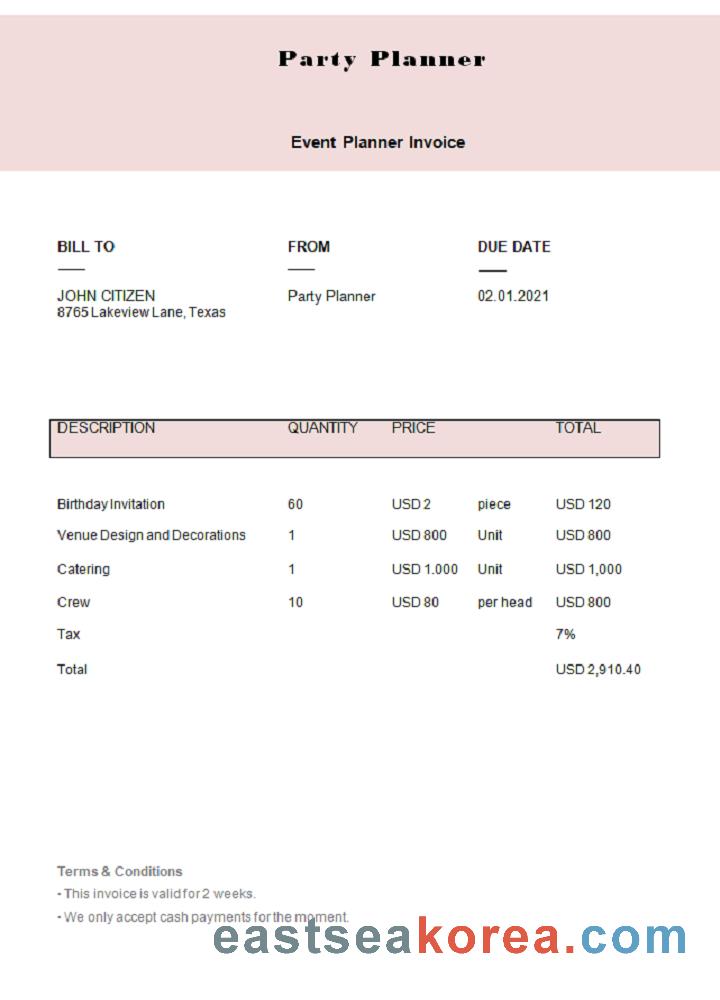 Party Planner
Event Planner Invoice
BILL TO FROM DUE DATE
JOHN CITIZEN Party Planner 02.01.2021
8765 Lakeview Lane, Texas
DESCRIPTION QUANTITY PRICE TOTAL
Birthday Invitation 60 USD 2 piece USD 120
Venue Design and Decorations 1 USD 800 Unit USD 800
Catering 1 USD 1.000 Unit USD 1,000
Crew 10 USD 80 per head USD 800
Tax 7%
Total USD 2,910.40
Terms & Conditions
- This invoice is valid for 2 weeks.
- We only accept cash payments for the moment.
eastseakorea.com